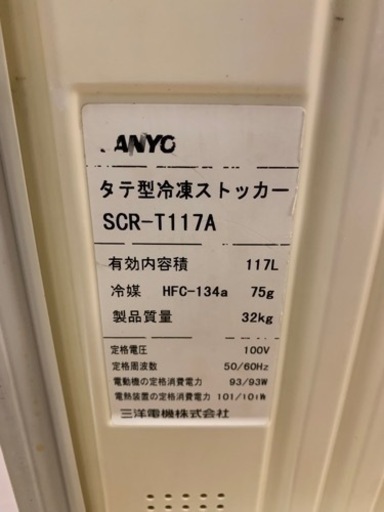 ANYO
タテ型冷凍ストッカー
SCR-T117A
有効内容積 117L
冷媒 HFC-134a 75g
製品質量 32kg
定格電圧 100V
定格周波数 50/60Hz
電動機の定格消費電力 93/93W
電熱装置の定格消費電力 101/101W
三洋電機株式会社